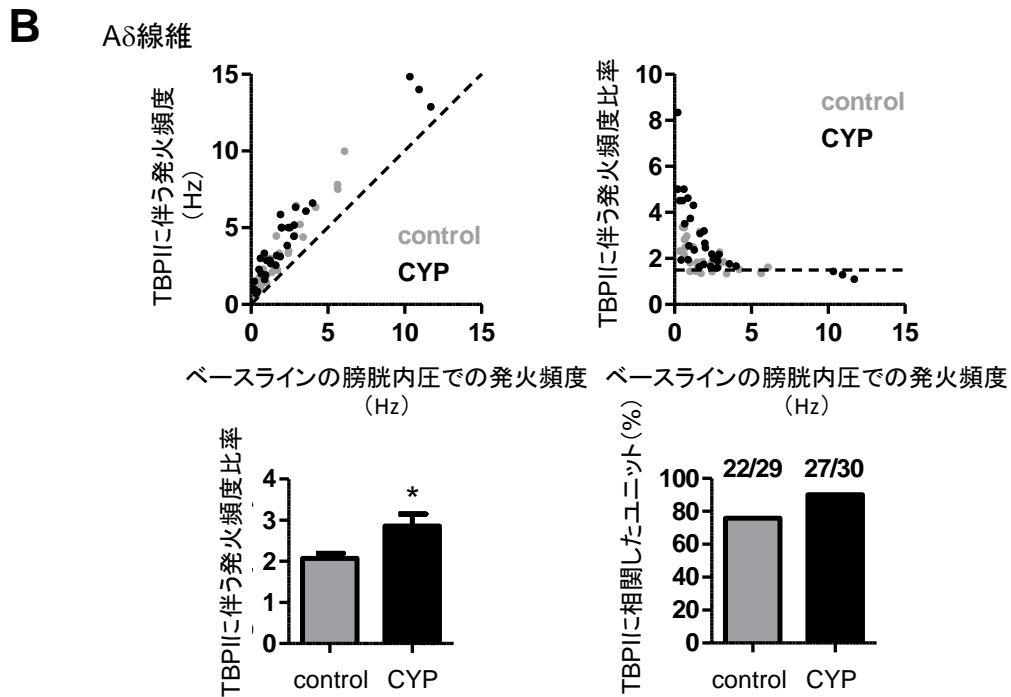 B
Aδ線維
TBPIに伴う発火頻度
（Hz）
15
10
5
0
0
5
10
15
control
CYP
ベースラインの膀胱内圧での発火頻度
（Hz）
TBPIに伴う発火頻度比率
10
8
6
4
2
0
0
5
10
15
control
CYP
ベースラインの膀胱内圧での発火頻度
（Hz）
TBPIに伴う発火頻度比率
4
3
2
1
0
*
control
CYP
TBPIに相関したユニット(%)
100
80
60
40
20
0
22/29
27/30
control
CYP